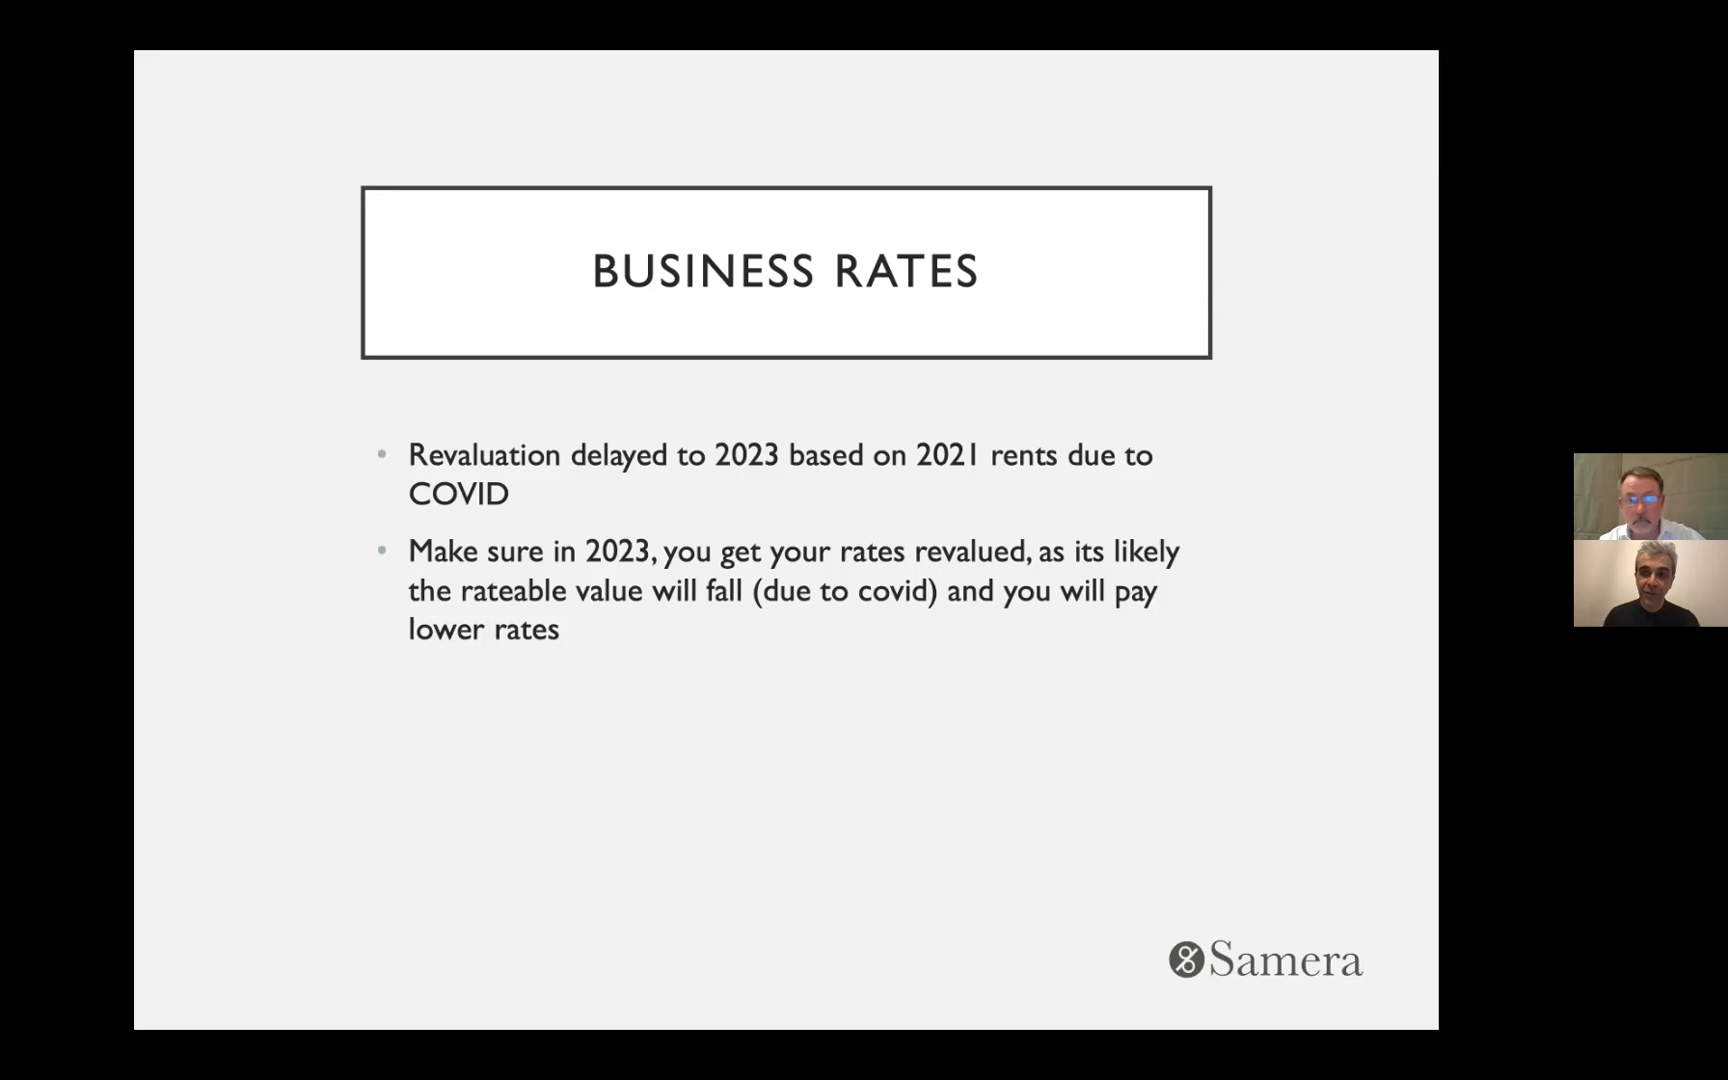 BUSINESS RATES
Revaluation delayed to 2023 based on 2021 rents due to
COVID
Make sure in 2023, you get your rates revalued, as its likely
the rateable value will fall (due to covid) and you will pay
lower rates
Samera